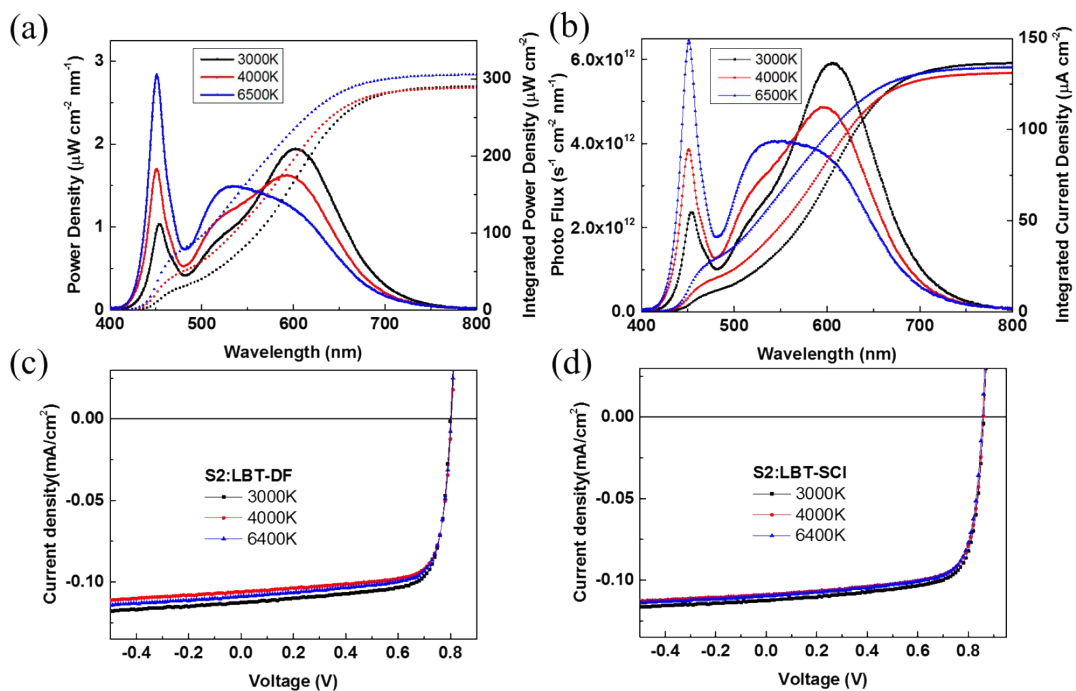 (a)
3000K
4000K
6500K
Power Density (μW cm-2 nm-1)
3
2
1
0
400 500 600 700 800
Wavelength (nm)
300
200
100
0
Integrated Power Density (μW cm-2)
(b)
3000K
4000K
6500K
Photo Flux (s-1 cm-2 nm-1)
6.0x10^12
4.0x10^12
2.0x10^12
0.0
400 500 600 700 800
Wavelength (nm)
150
100
50
0
Integrated Current Density (μA cm-2)
(c)
Current density(mA/cm2)
0.00
-0.05
-0.10
S2:LBT-DF
3000K
4000K
6400K
-0.4 -0.2 0.0 0.2 0.4 0.6 0.8
Voltage (V)
(d)
Current density(mA/cm2)
0.00
-0.05
-0.10
S2:LBT-SCI
3000K
4000K
6400K
-0.4 -0.2 0.0 0.2 0.4 0.6 0.8
Voltage (V)